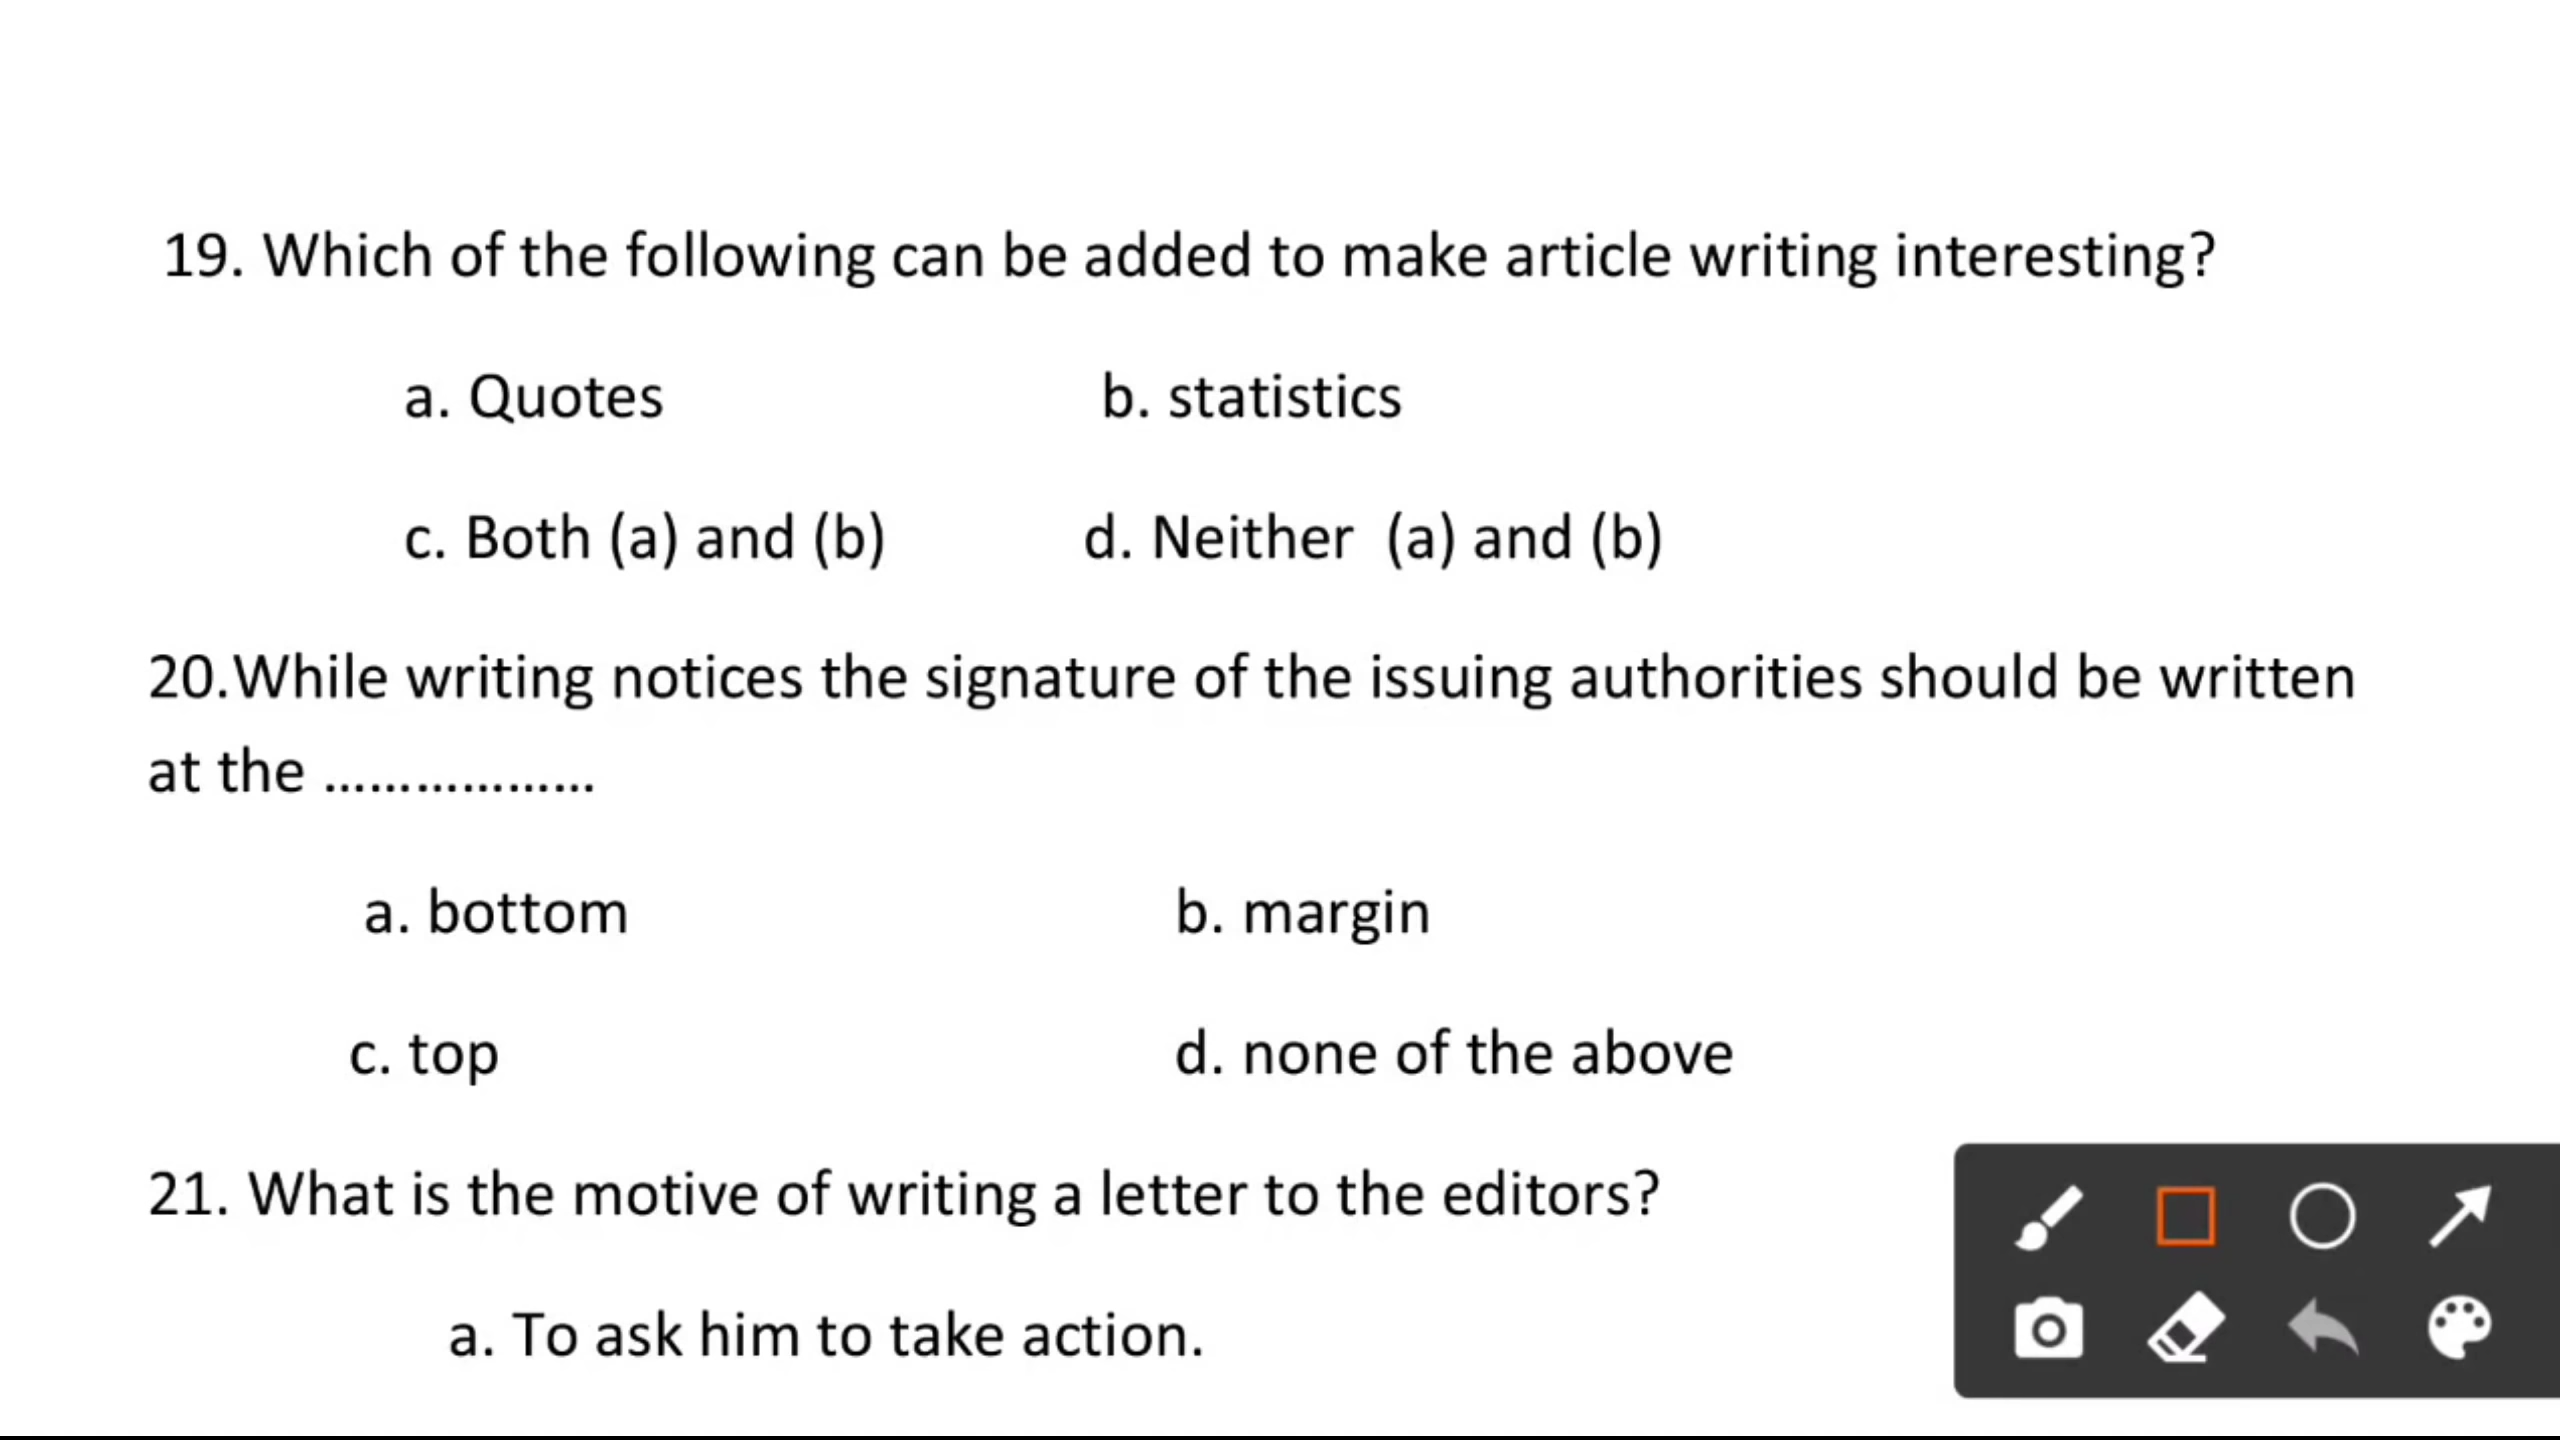 19. Which of the following can be added to make article writing interesting?
a. Quotes b. statistics
c. Both (a) and (b) d. Neither (a) and (b)
20.While writing notices the signature of the issuing authorities should be written
at the ..................
a. bottom b. margin
c. top d. none of the above
21. What is the motive of writing a letter to the editors?
a. To ask him to take action.